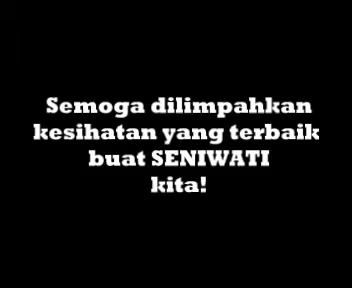 Semoga dilimpahkan
kesihatan yang terbaik
buat SENIWATI
kita!